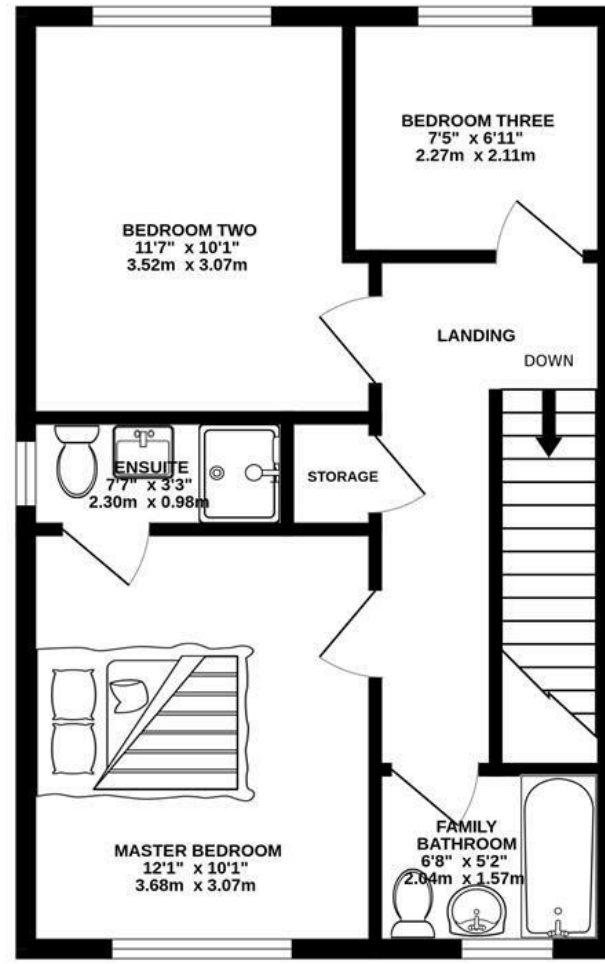 BEDROOM THREE
7'5" x 6'11"
2.27m x 2.11m
BEDROOM TWO
11'7" x 10'1"
3.52m x 3.07m
LANDING
DOWN
ENSUITE
7'7" x 3'3"
2.30m x 0.98m
STORAGE
MASTER BEDROOM
12'1" x 10'1"
3.68m x 3.07m
FAMILY
BATHROOM
6'8" x 5'2"
2.04m x 1.57m